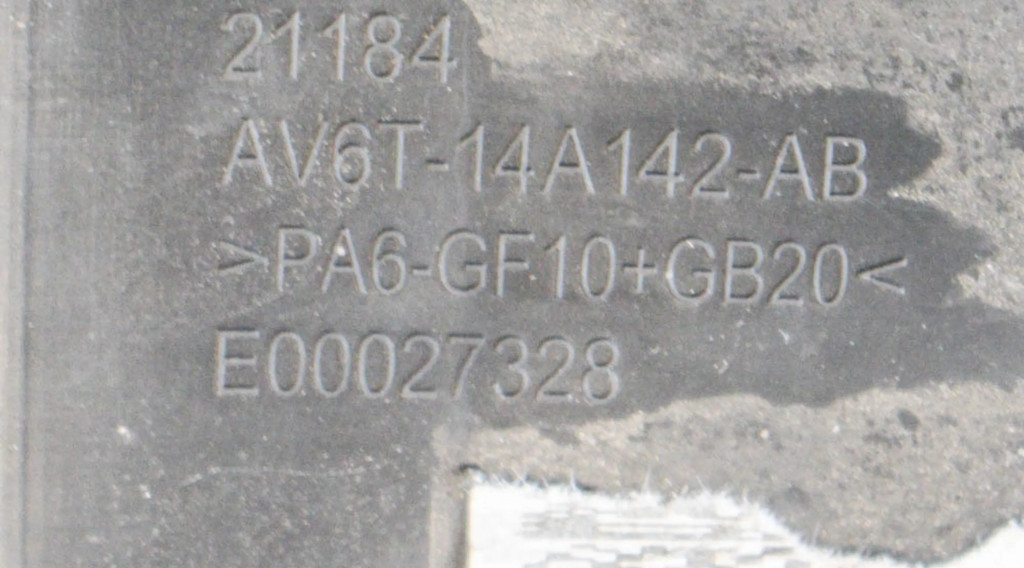 21184
AV6T-14A142-AB
>PA6-GF10+GB20<
E00027328